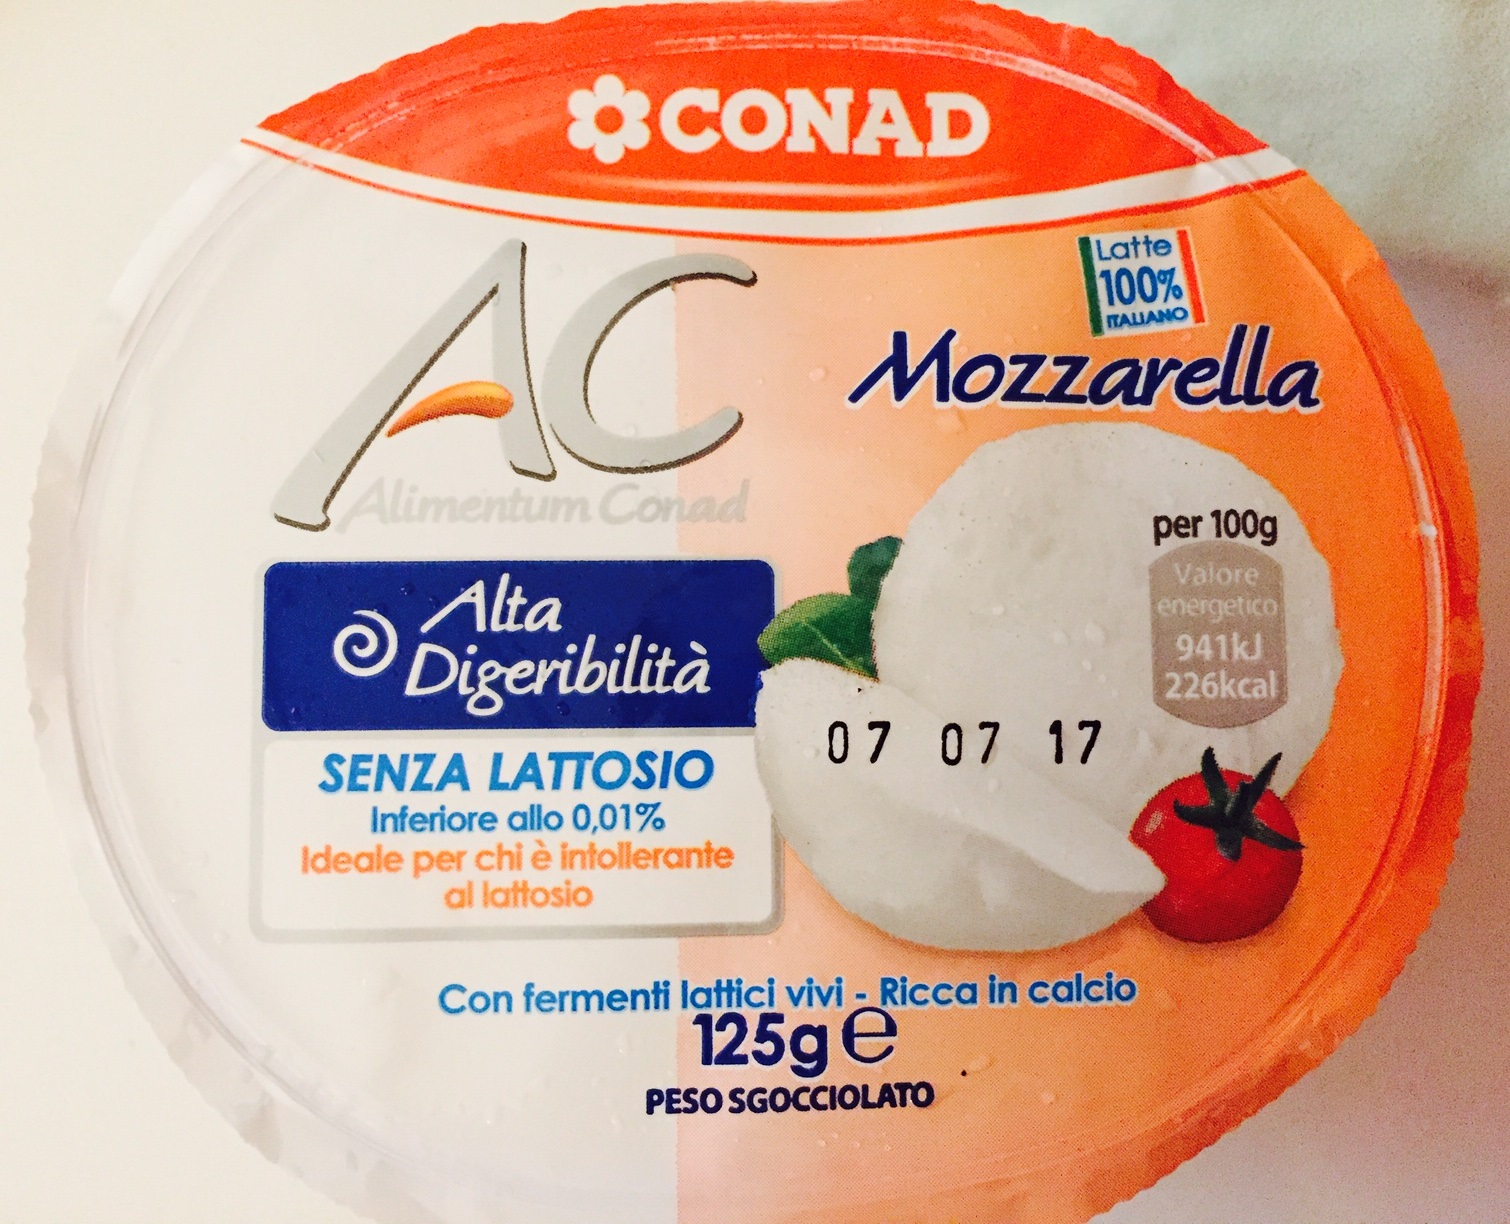 CONAD
AC
Alimentum Conad
Latte
100%
ITALIANO
Mozzarella
per 100g
Valore
energetico
941kJ
226kcal
Alta
Digeribilità
SENZA LATTOSIO
Inferiore allo 0,01%
Ideale per chi è intollerante
al lattosio
07 07 17
Con fermenti lattici vivi - Ricca in calcio
125g e
PESO SGOCCIOLATO